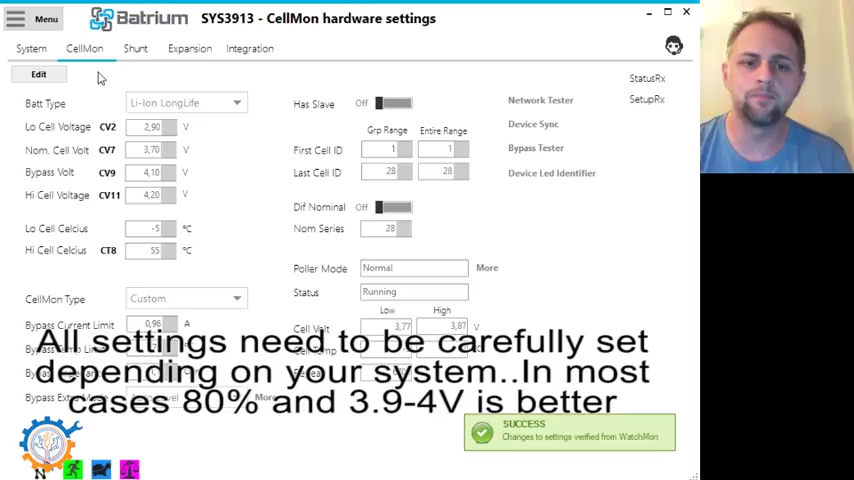 Menu
Batrium
SYS3913 - CellMon hardware settings
System CellMon Shunt Expansion Integration
Edit
StatusRx
SetupRx
Batt Type Li-Ion LongLife
Lo Cell Voltage CV2 2,90 V
Nom. Cell Volt CV7 3,70 V
Bypass Volt CV9 4,10 V
Hi Cell Voltage CV11 4,20 V
Lo Cell Celcius -5 ºC
Hi Cell Celcius CT8 55 ºC
CellMon Type Custom
Bypass Current Limit 0,96 A
Has Slave Off
Grp Range Entire Range
First Cell ID 1 1
Last Cell ID 28 28
Dif Nominal Off
Nom Series 28
Poller Mode Normal More
Status Running
Low High
Cell Volt 3,77 3,87 V
More
Network Tester
Device Sync
Bypass Tester
Device Led Identifier
All settings need to be carefully set
depending on your system..In most
cases 80% and 3.9-4V is better
SUCCESS
Changes to settings verified from WatchMon
N